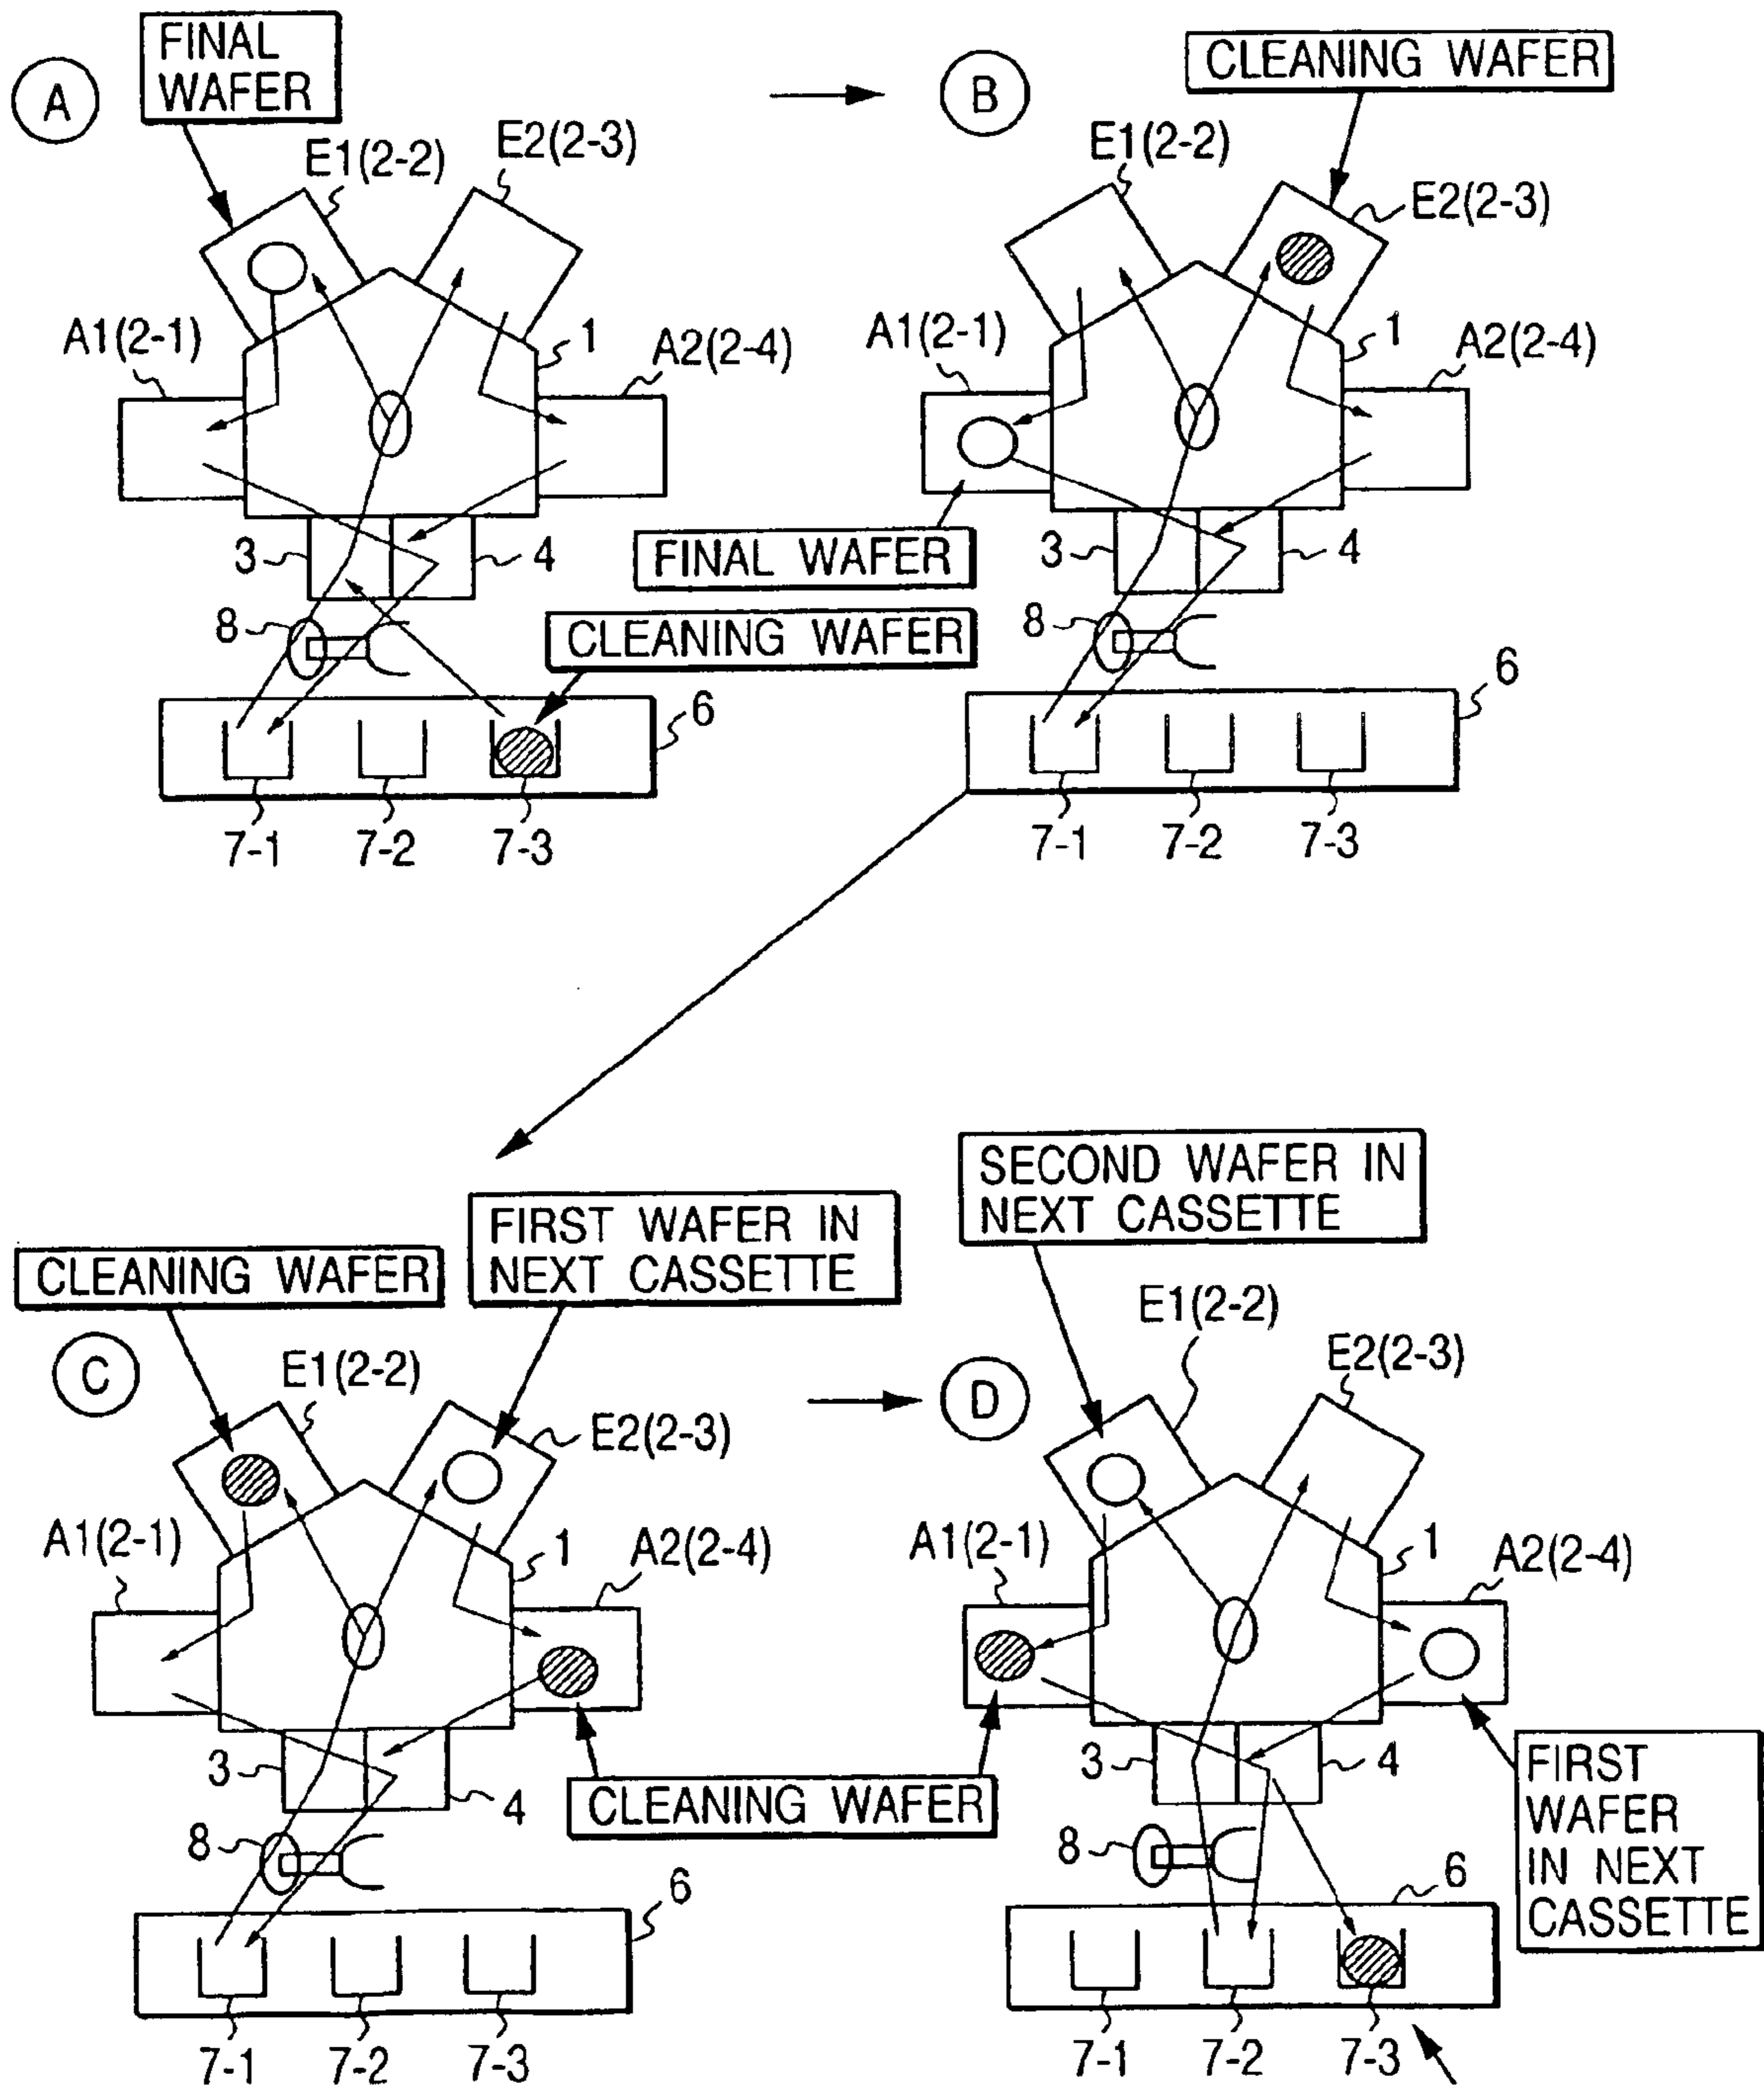 A
FINAL
WAFER
E1(2-2)
E2(2-3)
A1(2-1)
1
A2(2-4)
3
4
8
CLEANING WAFER
6
7-1
7-2
7-3
B
CLEANING WAFER
E1(2-2)
E2(2-3)
A1(2-1)
1
A2(2-4)
FINAL WAFER
3
4
8
6
7-1
7-2
7-3
C
CLEANING WAFER
FIRST WAFER IN
NEXT CASSETTE
E1(2-2)
E2(2-3)
A1(2-1)
1
A2(2-4)
3
4
CLEANING WAFER
8
6
7-1
7-2
7-3
D
SECOND WAFER IN
NEXT CASSETTE
E1(2-2)
E2(2-3)
A1(2-1)
1
A2(2-4)
3
4
FIRST
WAFER
IN NEXT
CASSETTE
8
6
7-1
7-2
7-3